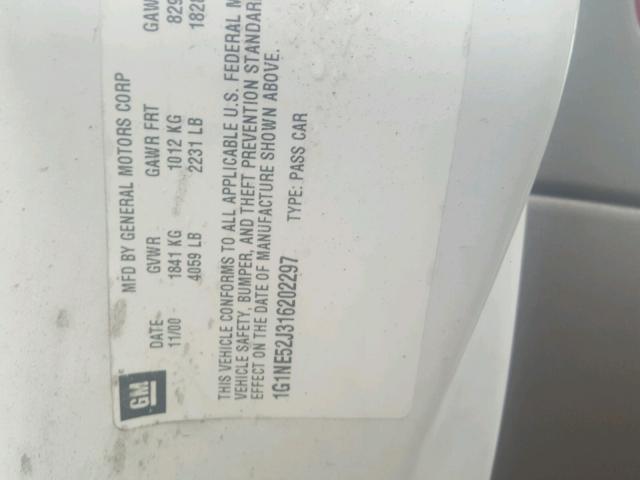 GM
MFD BY GENERAL MOTORS CORP
DATE GVWR GAWR FRT GAWR
11/00 1841 KG 1012 KG 829
4059 LB 2231 LB 182
THIS VEHICLE CONFORMS TO ALL APPLICABLE U.S. FEDERAL M
VEHICLE SAFETY, BUMPER, AND THEFT PREVENTION STANDAR
EFFECT ON THE DATE OF MANUFACTURE SHOWN ABOVE.
1G1NE52J316202297 TYPE: PASS CAR